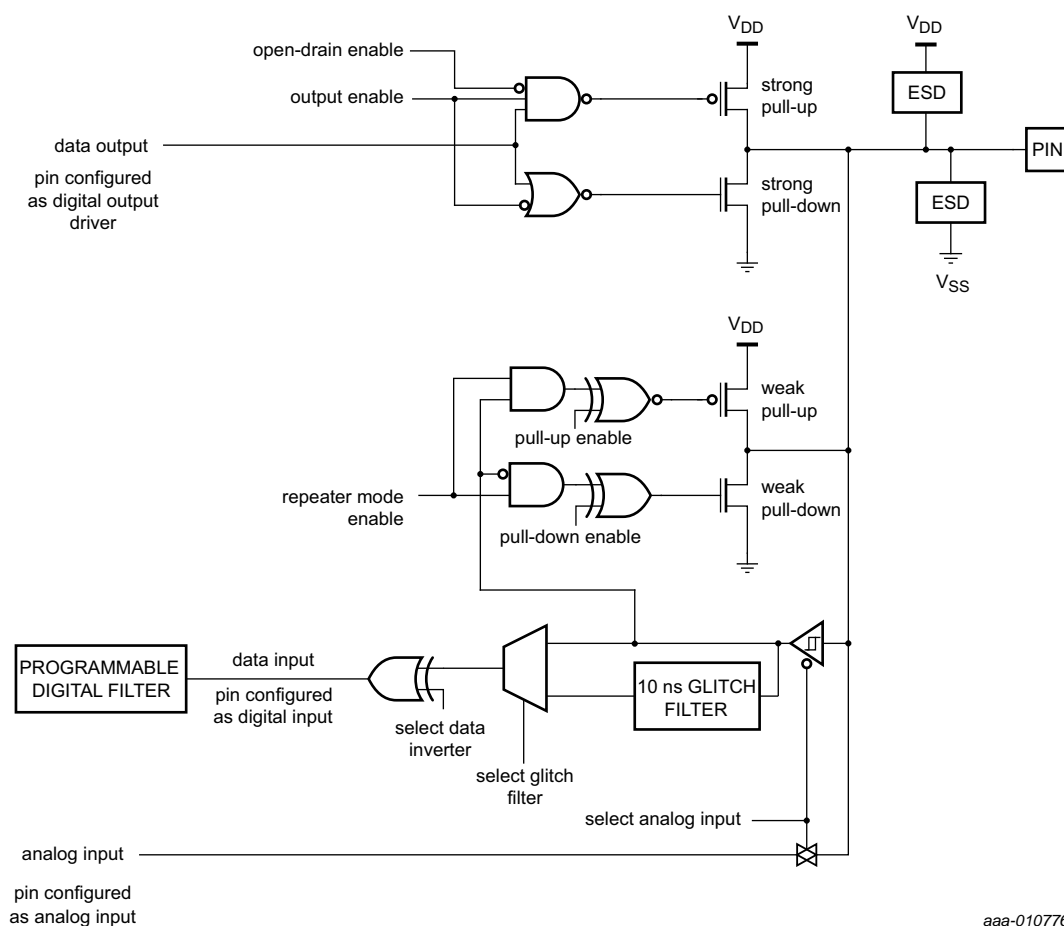 VDD
VDD
open-drain enable
output enable
strong
pull-up
ESD
data output
PIN
pin configured
as digital output
driver
strong
pull-down
ESD
VSS
VDD
weak
pull-up
pull-up enable
repeater mode
enable
weak
pull-down
pull-down enable
PROGRAMMABLE
DIGITAL FILTER
data input
pin configured
as digital input
select data
inverter
10 ns GLITCH
FILTER
select glitch
filter
select analog input
analog input
pin configured
as analog input
aaa-010776